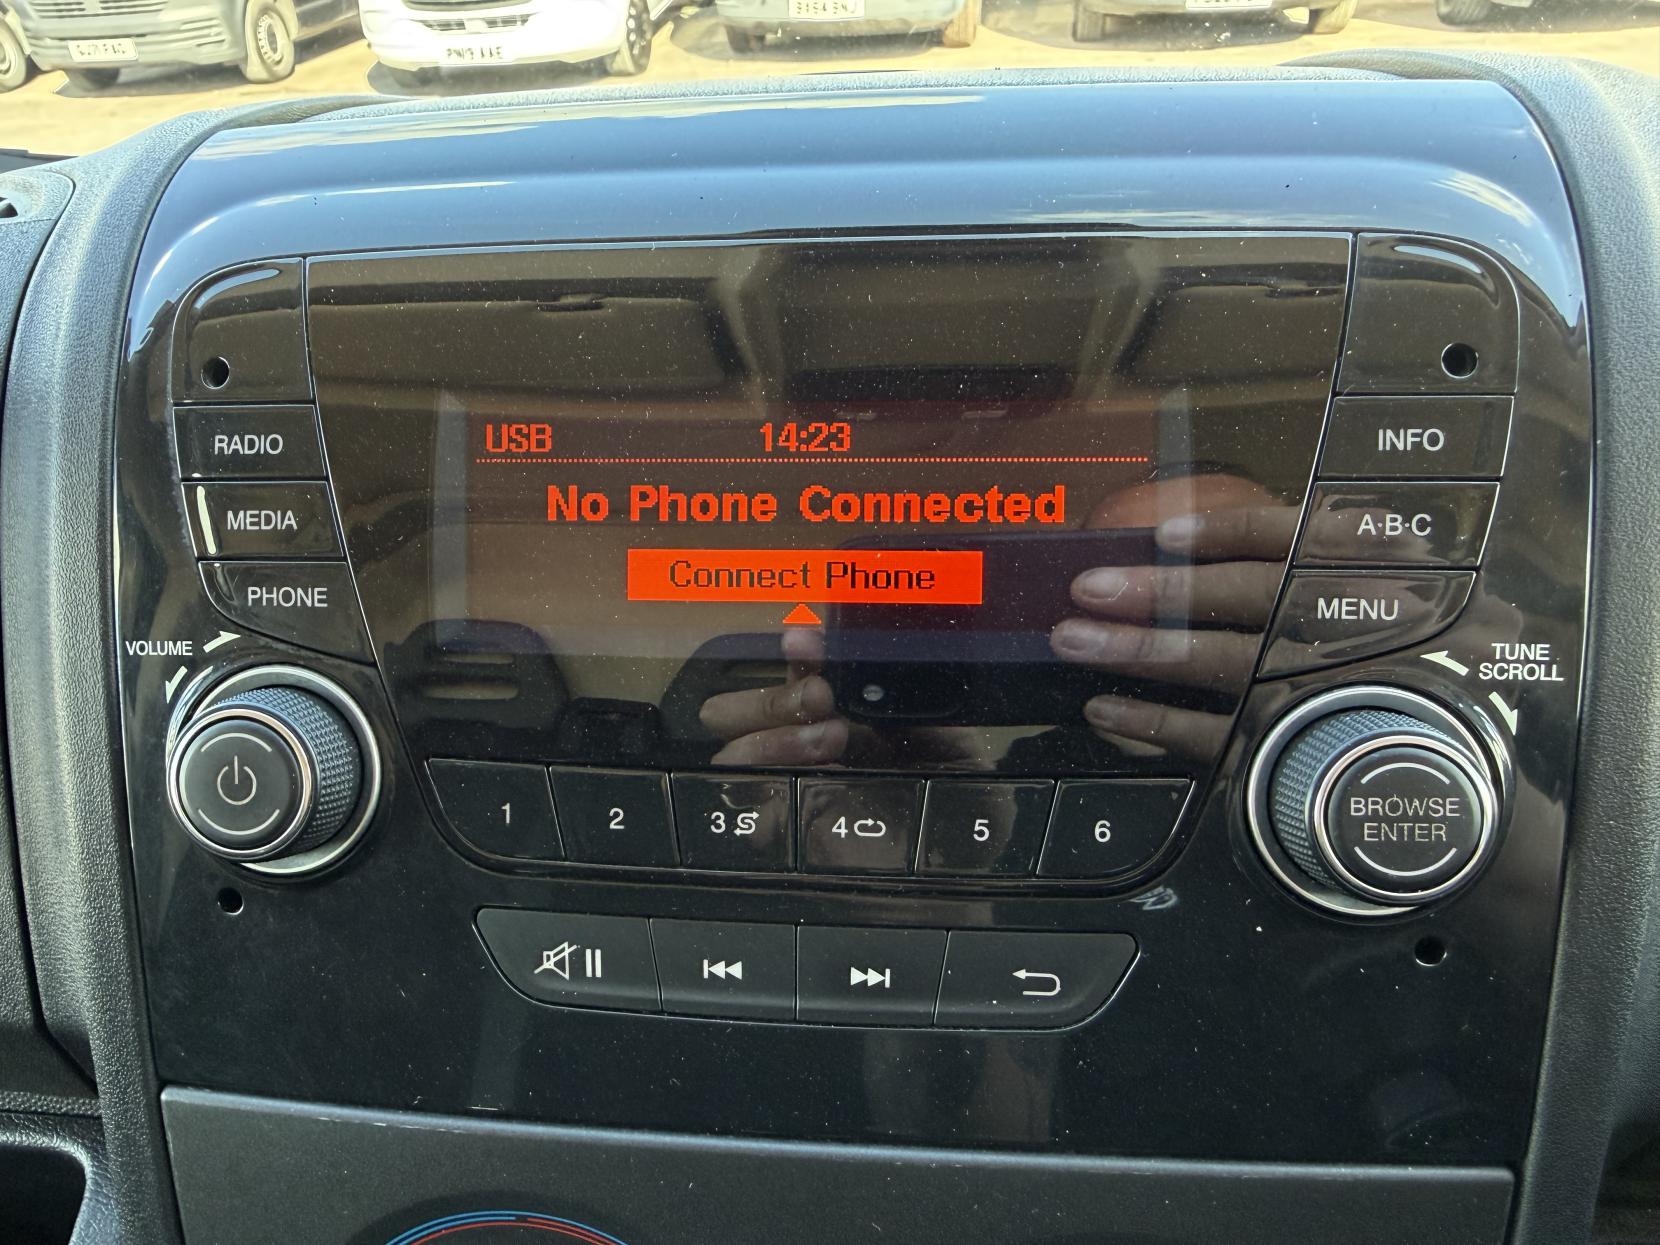 RADIO
MEDIA
PHONE
VOLUME
USB 14:23
No Phone Connected
Connect Phone
INFO
A·B·C
MENU
TUNE
SCROLL
1 2 3 4 5 6
BROWSE
ENTER